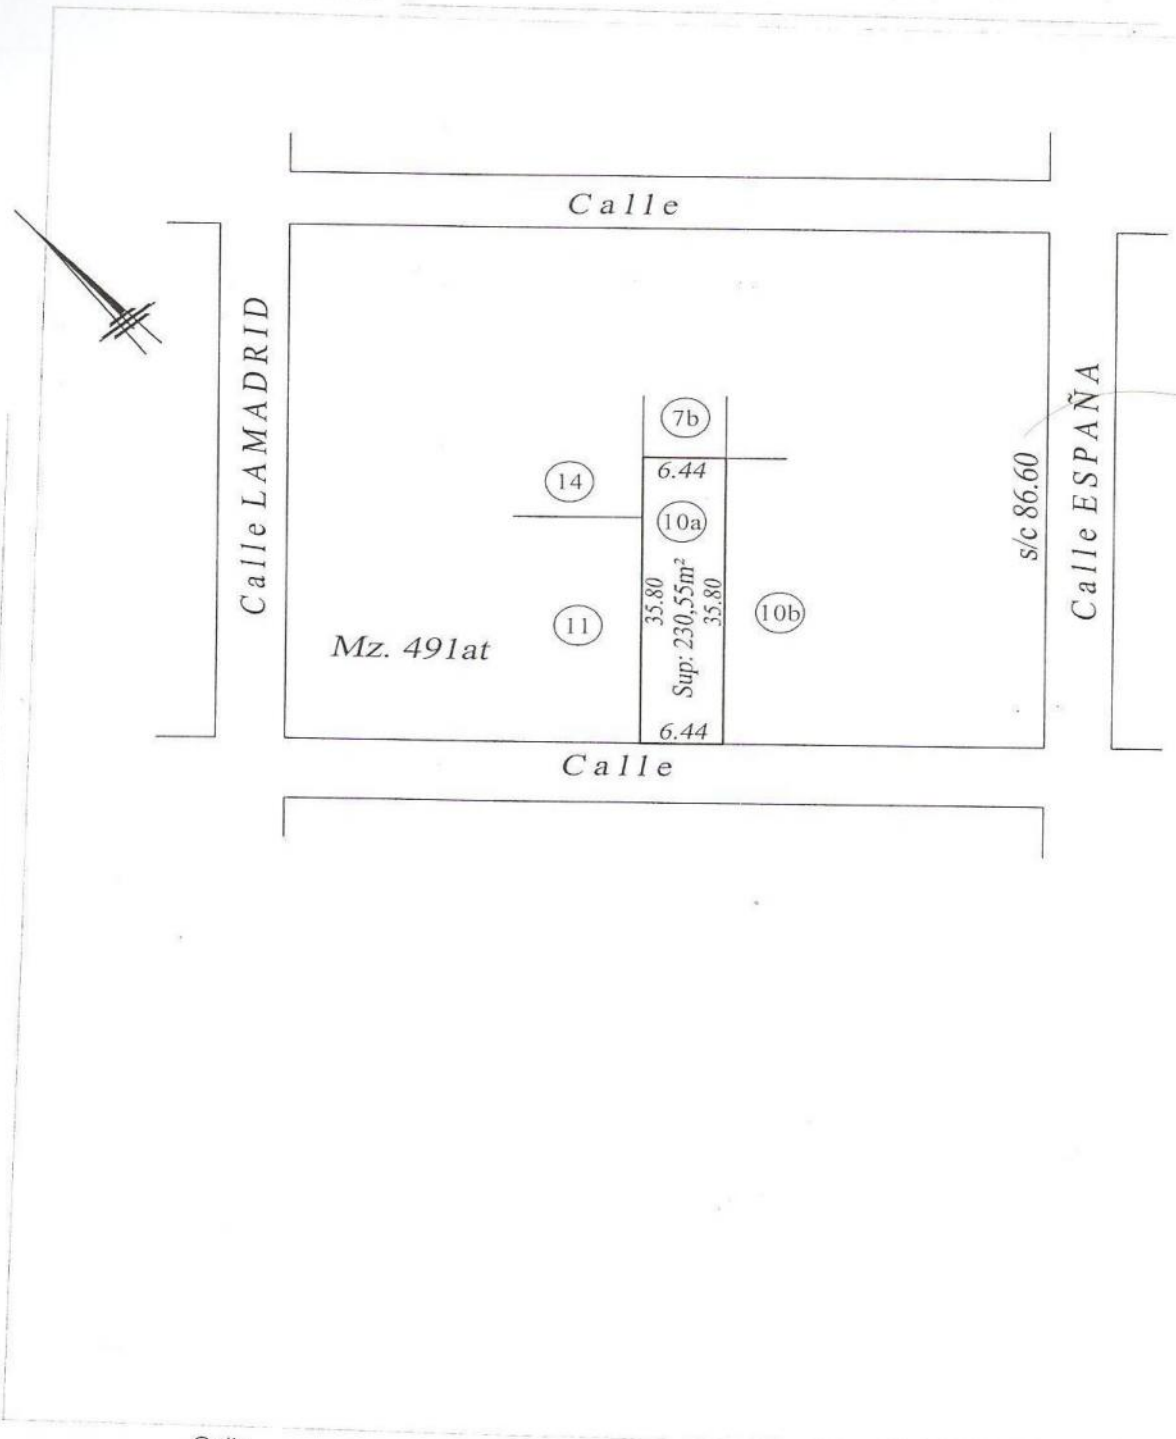 Calle
Calle LAMADRID
Calle ESPAÑA
s/c 86.60
7b
6.44
14
10a
35.80
Sup: 230,55m²
35.80
11
10b
Mz. 491at
6.44
Calle